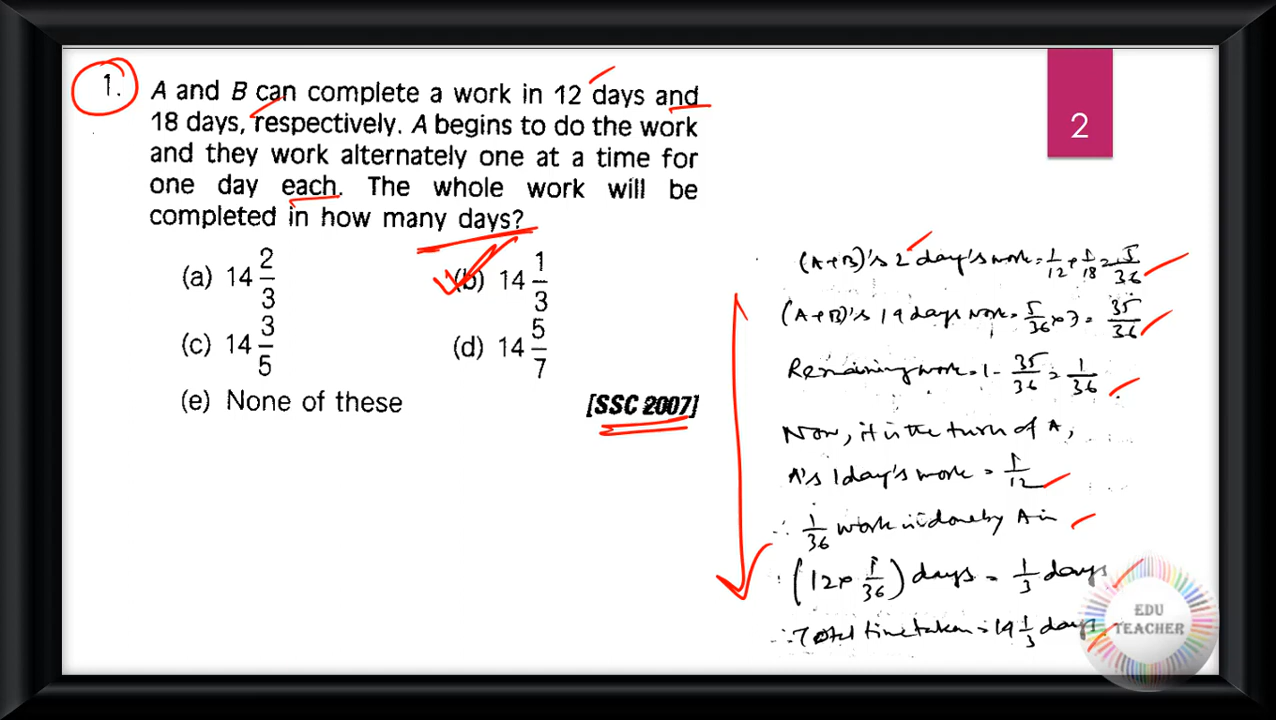 1.
A and B can complete a work in 12 days and
18 days, respectively. A begins to do the work
and they work alternately one at a time for
one day each. The whole work will be
completed in how many days?
(a) 14 2/3
(b) 14 1/3
(c) 14 3/5
(d) 14 5/7
(e) None of these
[SSC 2007]
2
(A+B)'s 2 day's work = 1/12 + 1/18 = 5/36
(A+B)'s 14 days work = 5/36 × 7 = 35/36
Remaining work = 1 - 35/36 = 1/36
Now, it is the turn of A,
A's 1 day's work = 1/12
∴ 1/36 work is done by A in
(12 × 1/36) days = 1/3 days
∴ Total time taken = 14 1/3 days
EDU
TEACHER